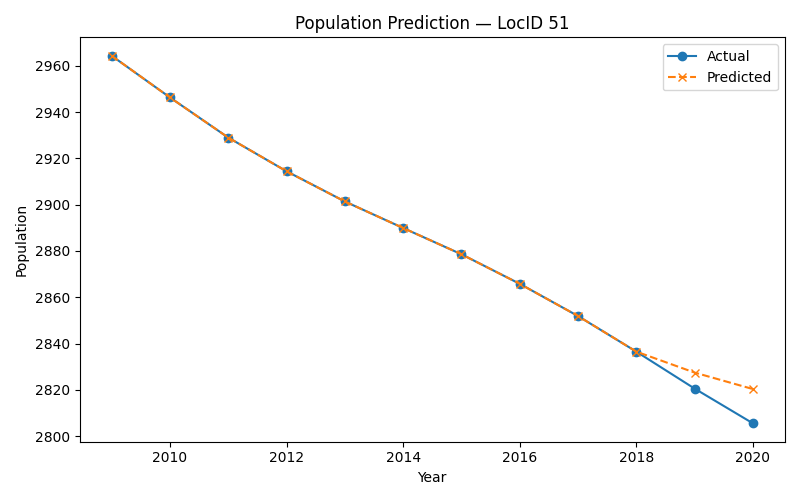 Population Prediction — LocID 51
Actual
Predicted
Population
2960
2940
2920
2900
2880
2860
2840
2820
2800
2010 2012 2014 2016 2018 2020
Year